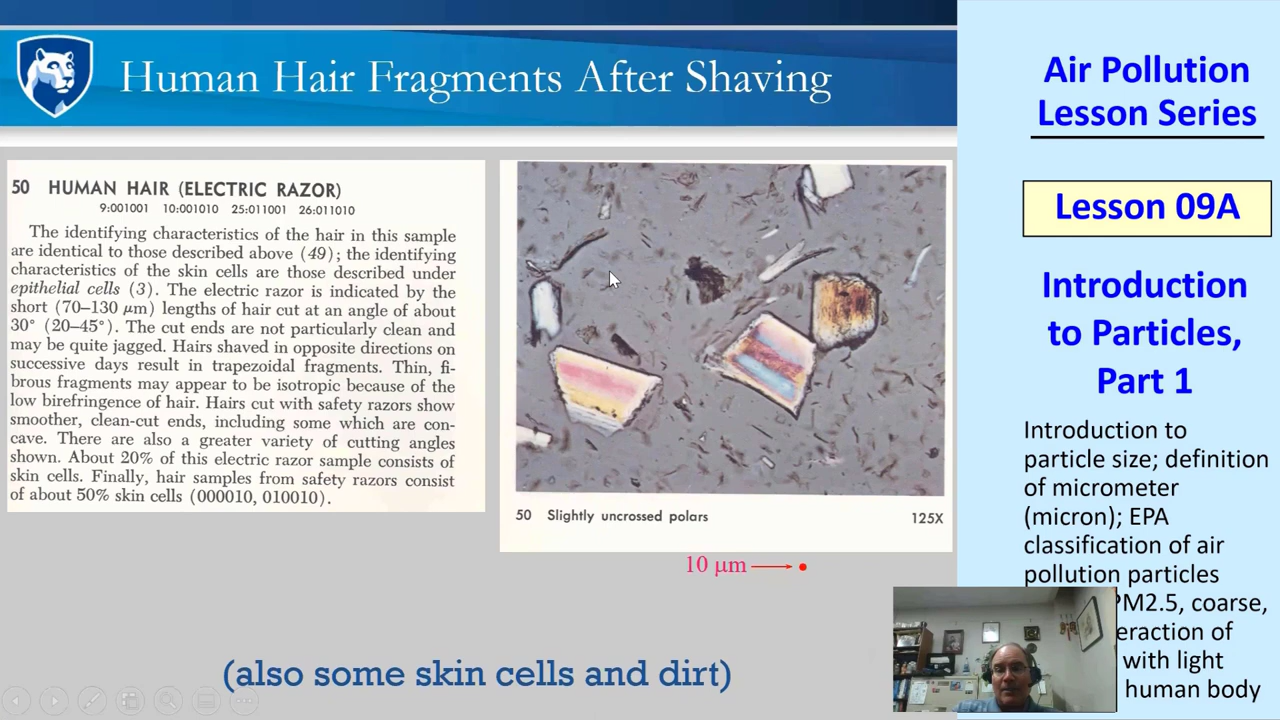 Human Hair Fragments After Shaving
50 HUMAN HAIR (ELECTRIC RAZOR)
9:001001 10:001010 25:011001 26:011010
The identifying characteristics of the hair in this sample
are identical to those described above (49); the identifying
characteristics of the skin cells are those described under
epithelial cells (3). The electric razor is indicated by the
short (70–130 μm) lengths of hair cut at an angle of about
30° (20–45°). The cut ends are not particularly clean and
may be quite jagged. Hairs shaved in opposite directions on
successive days result in trapezoidal fragments. Thin, fi-
brous fragments may appear to be isotropic because of the
low birefringence of hair. Hairs cut with safety razors show
smoother, clean-cut ends, including some which are con-
cave. There are also a greater variety of cutting angles
shown. About 20% of this electric razor sample consists of
skin cells. Finally, hair samples from safety razors consist
of about 50% skin cells (000010, 010010).
50 Slightly uncrossed polars 125X
10 μm
(also some skin cells and dirt)
Air Pollution
Lesson Series
Lesson 09A
Introduction
to Particles,
Part 1
Introduction to
particle size; definition
of micrometer
(micron); EPA
classification of air
pollution particles
PM2.5, coarse,
eraction of
with light
human body